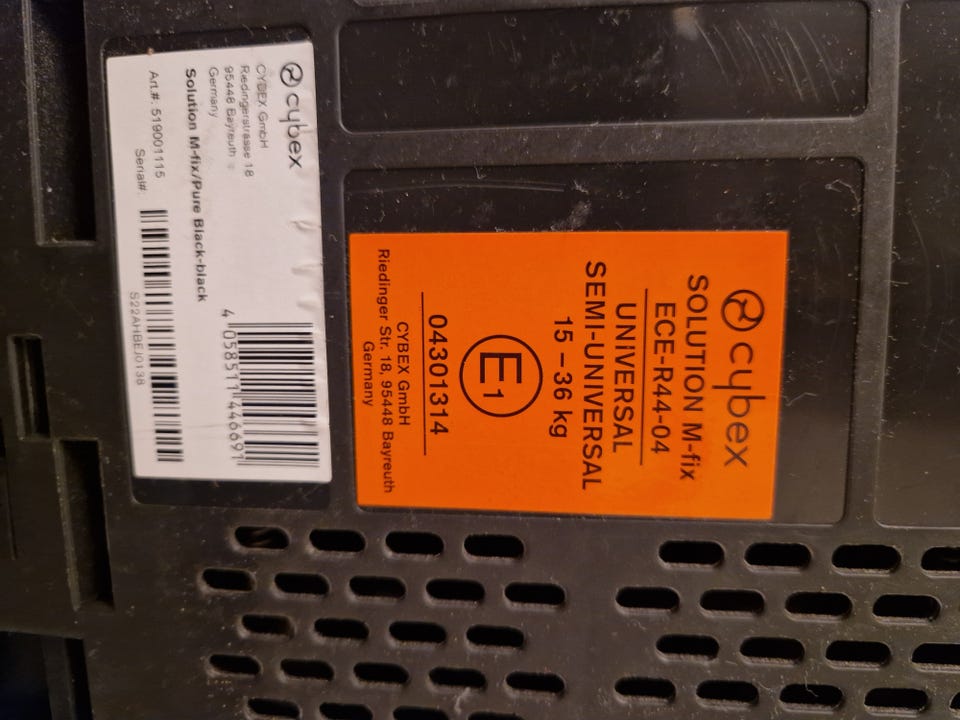 cybex
CYBEX GmbH
Riedingerstrasse 18
95448 Bayreuth
Germany
Solution M-fix/Pure Black-black
Art.#: 519001115
Serial#:
S22AHBEJ0138
4 058511 446691
cybex
SOLUTION M-fix
ECE-R44-04
UNIVERSAL
SEMI-UNIVERSAL
15 – 36 kg
E1
04301314
CYBEX GmbH
Riedinger Str. 18, 95448 Bayreuth
Germany